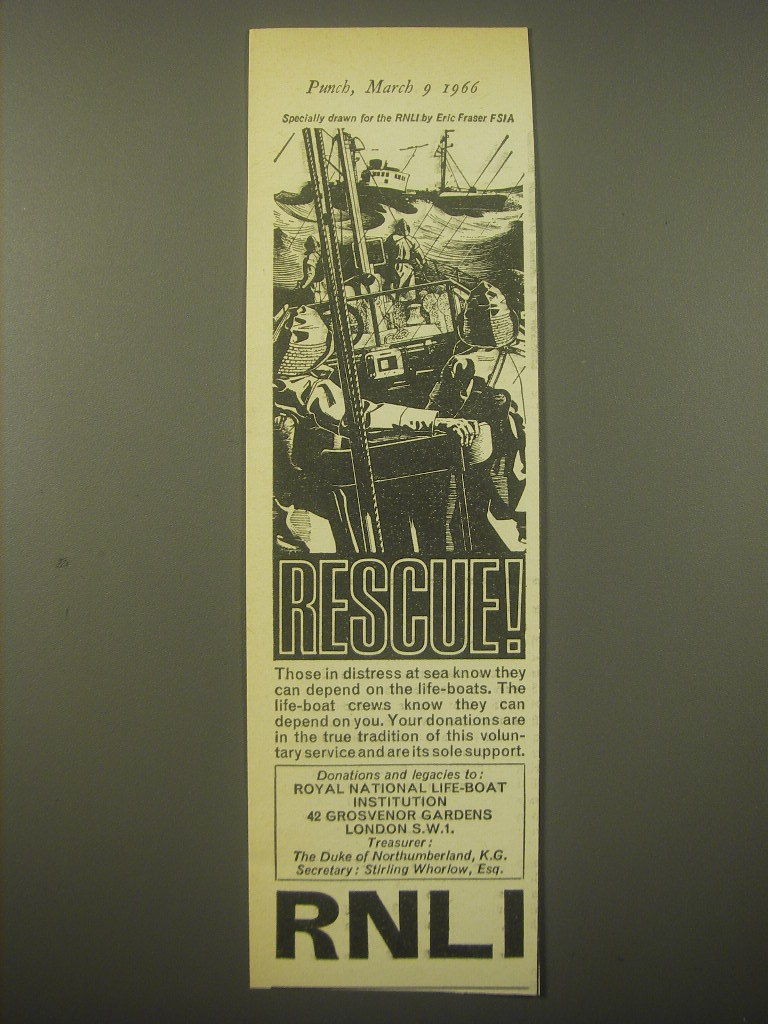 Punch, March 9 1966
Specially drawn for the RNLI by Eric Fraser FSIA
RESCUE!
Those in distress at sea know they
can depend on the life-boats. The
life-boat crews know they can
depend on you. Your donations are
in the true tradition of this volun-
tary service and are its sole support.
Donations and legacies to:
ROYAL NATIONAL LIFE-BOAT
INSTITUTION
42 GROSVENOR GARDENS
LONDON S.W.1.
Treasurer:
The Duke of Northumberland, K.G.
Secretary: Stirling Whorlow, Esq.
RNLI